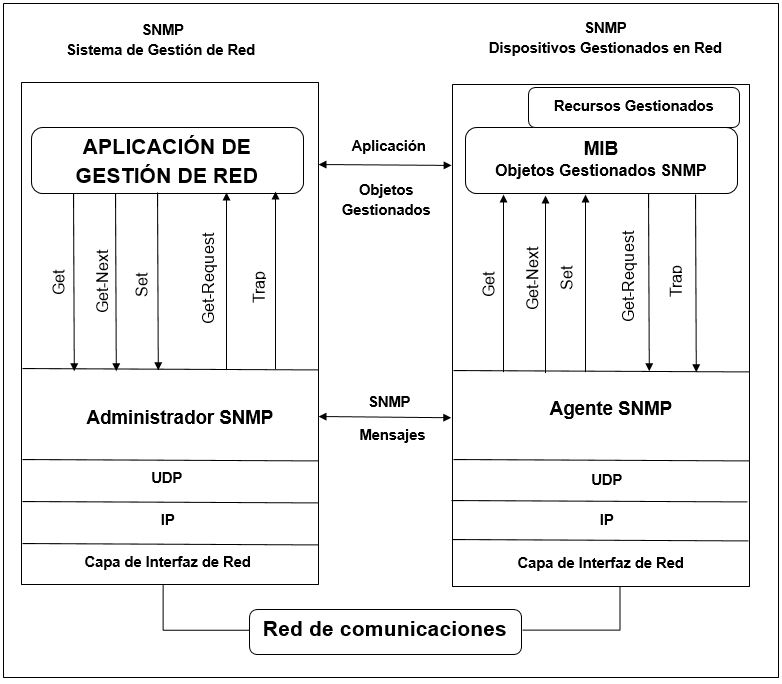 SNMP
Sistema de Gestión de Red
SNMP
Dispositivos Gestionados en Red
Recursos Gestionados
APLICACIÓN DE
GESTIÓN DE RED
Aplicación
Objetos
Gestionados
MIB
Objetos Gestionados SNMP
Get
Get-Next
Set
Get-Request
Trap
Get
Get-Next
Set
Get-Request
Trap
Administrador SNMP
SNMP
Mensajes
Agente SNMP
UDP
IP
Capa de Interfaz de Red
UDP
IP
Capa de Interfaz de Red
Red de comunicaciones